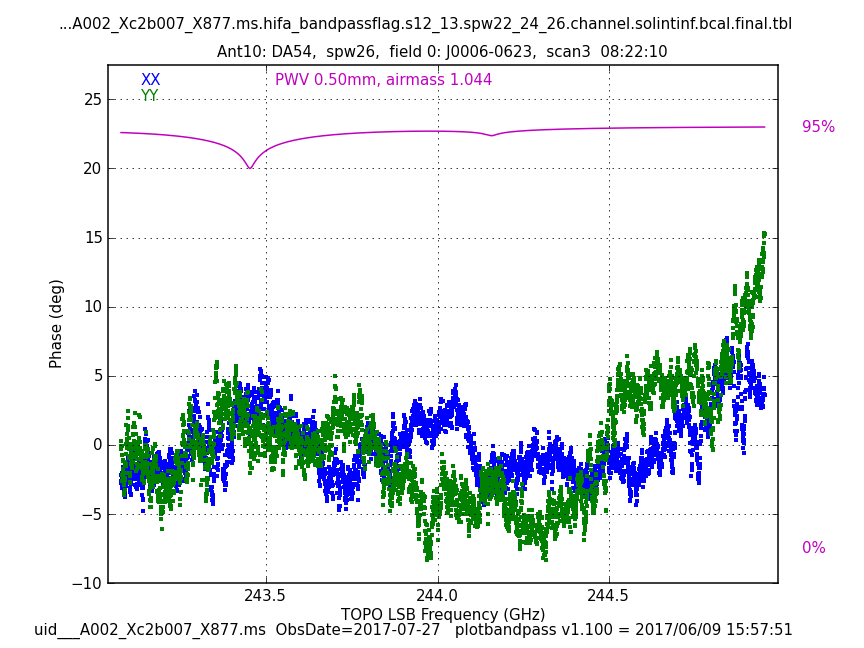 ...A002_Xc2b007_X877.ms.hifa_bandpassflag.s12_13.spw22_24_26.channel.solintinf.bcal.final.tbl
Ant10: DA54,  spw26,  field 0: J0006-0623,  scan3  08:22:10
XX
PWV 0.50mm, airmass 1.044
YY
25
95%
20
15
10
5
0
−5
−10
Phase (deg)
0%
243.5
244.0
244.5
TOPO LSB Frequency (GHz)
uid___A002_Xc2b007_X877.ms  ObsDate=2017-07-27   plotbandpass v1.100 = 2017/06/09 15:57:51